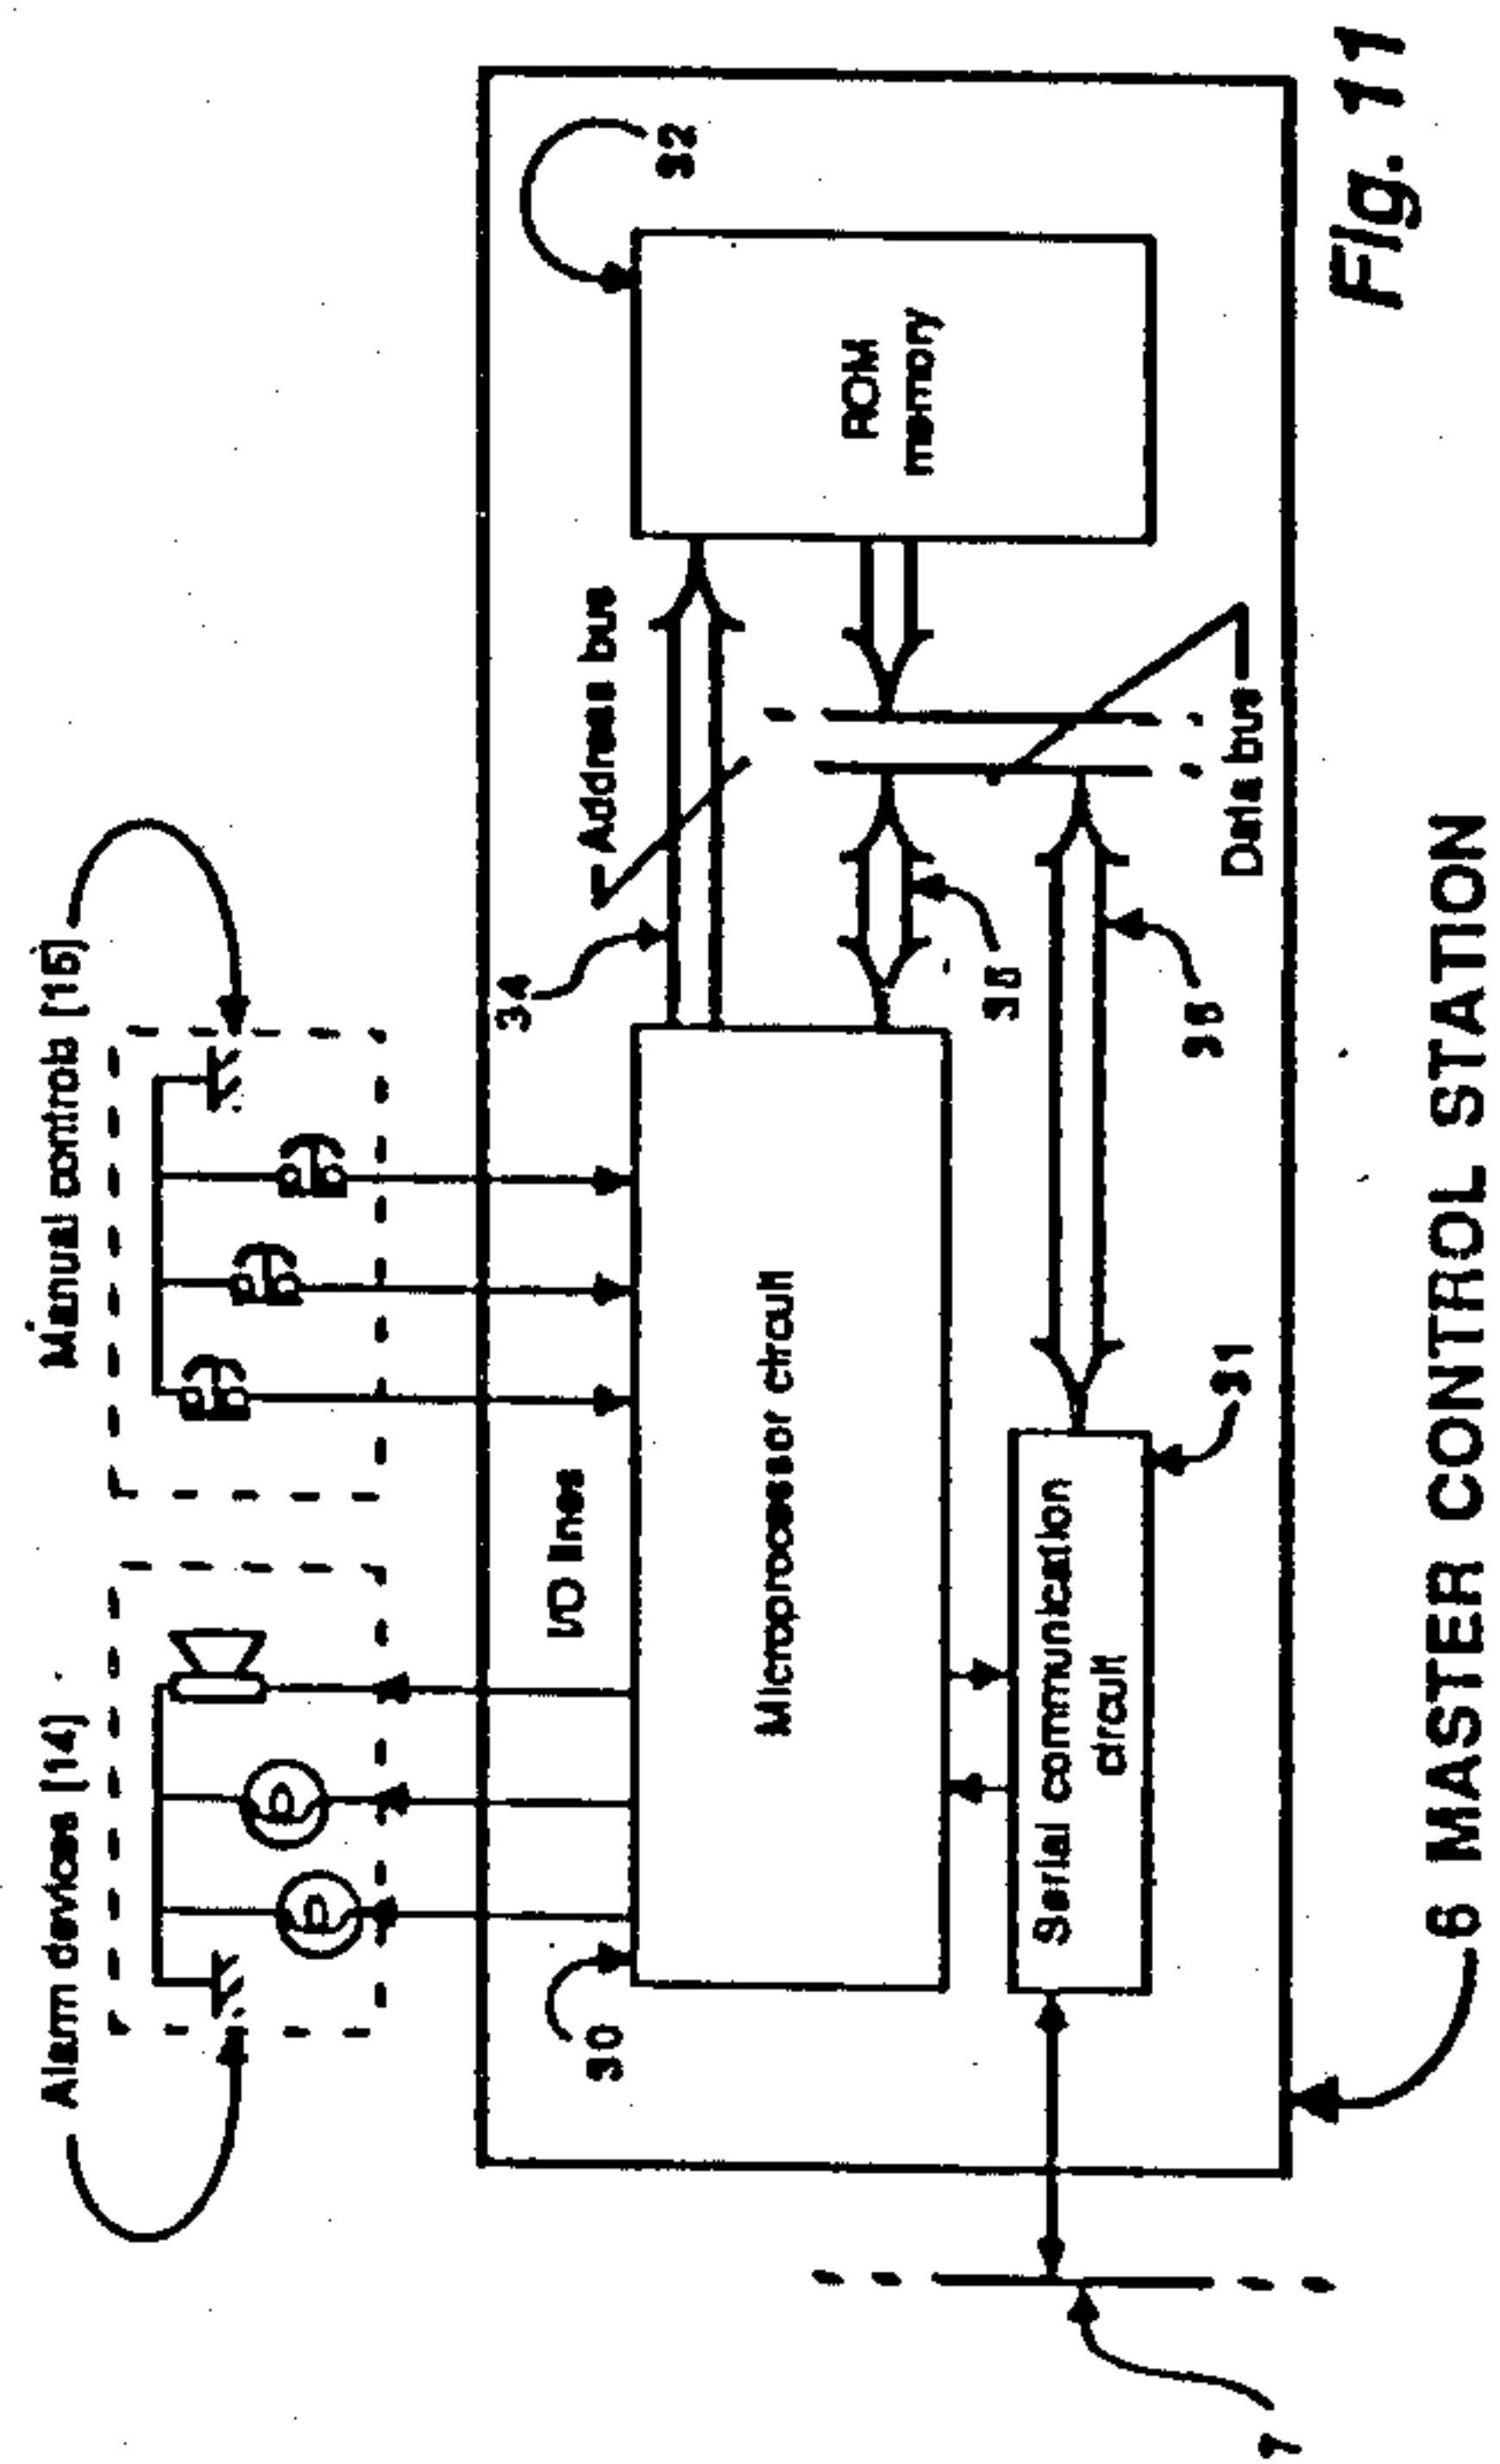 Alarm devices [14]
Manual controls [15]
I/O lines
30
34
Address bus
32
Microprocessor circuit
ROM
memory
35
Serial communication
circuit
36
31
Data bus
7
8 MASTER CONTROL STATION
Fig. 11